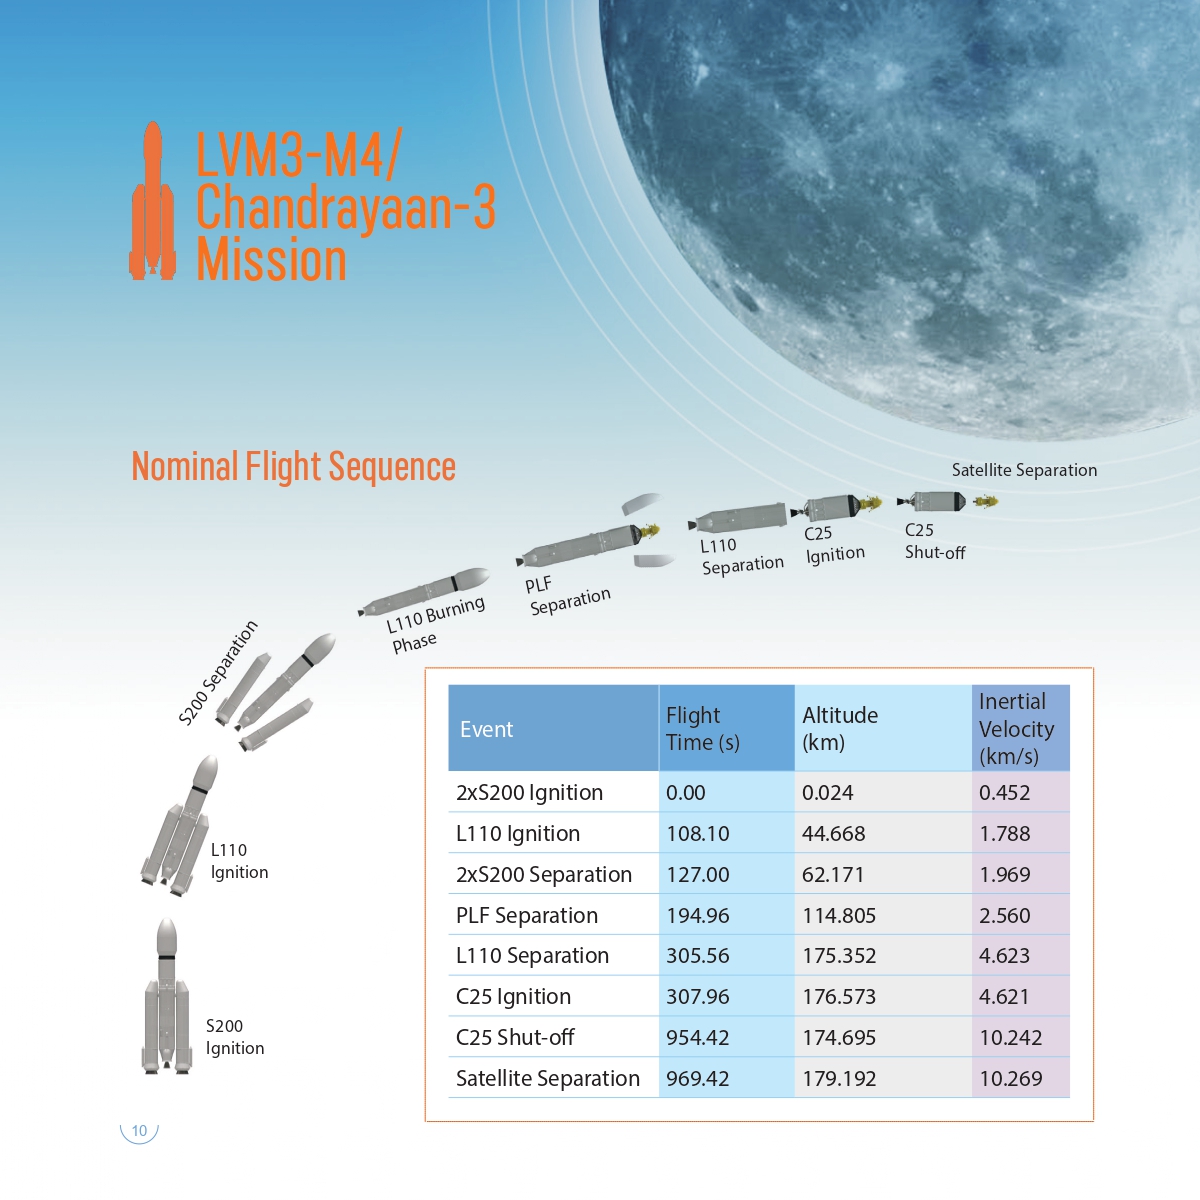 LVM3-M4/
Chandrayaan-3
Mission
Nominal Flight Sequence
Satellite Separation
C25
Shut-off
C25
Ignition
L110
Separation
PLF
Separation
L110 Burning
Phase
S200 Separation
L110
Ignition
S200
Ignition
Event Flight Time (s) Altitude (km) Inertial Velocity (km/s)
2xS200 Ignition 0.00 0.024 0.452
L110 Ignition 108.10 44.668 1.788
2xS200 Separation 127.00 62.171 1.969
PLF Separation 194.96 114.805 2.560
L110 Separation 305.56 175.352 4.623
C25 Ignition 307.96 176.573 4.621
C25 Shut-off 954.42 174.695 10.242
Satellite Separation 969.42 179.192 10.269
10